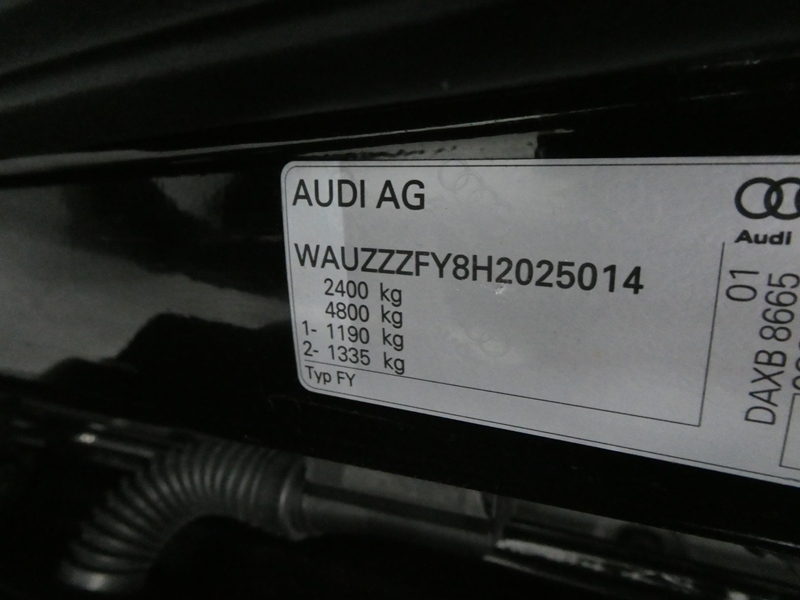 AUDI AG
WAUZZZFY8H2025014
2400 kg
4800 kg
1- 1190 kg
2- 1335 kg
Typ FY
Audi
01
DAXB 8665